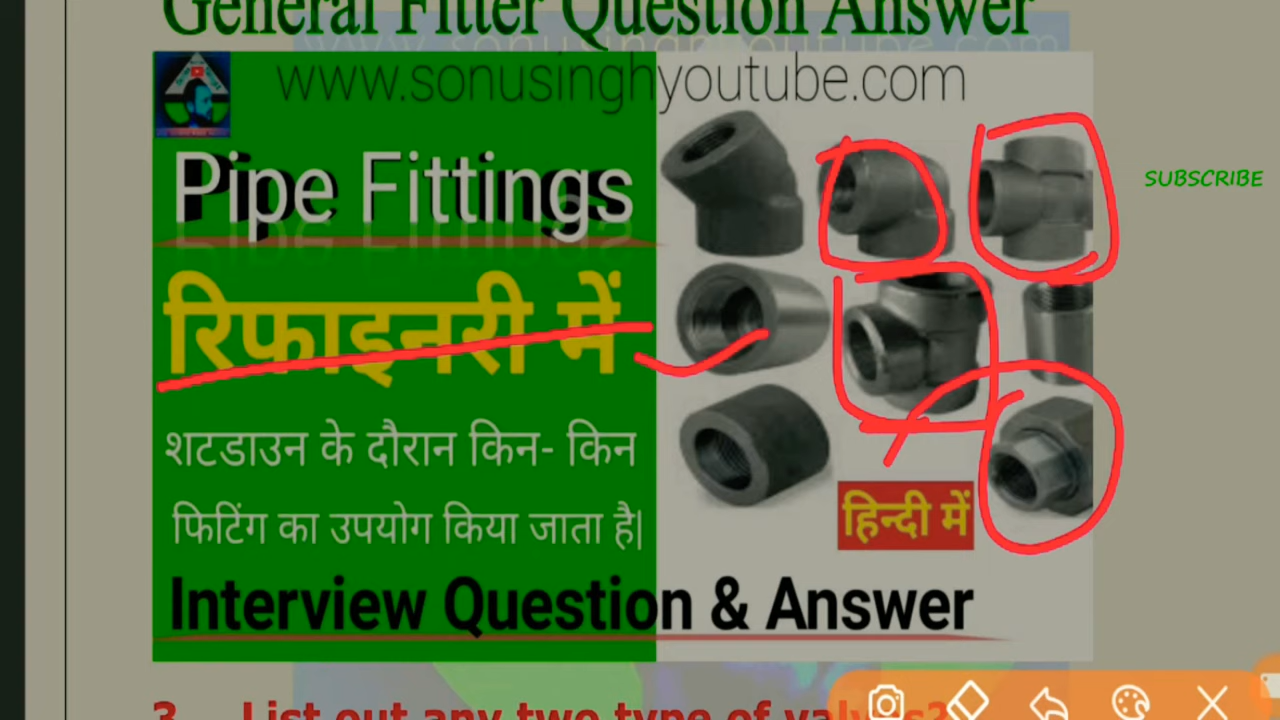 General Fitter Question Answer
www.sonusinghyoutube.com
Pipe Fittings
SUBSCRIBE
रिफाइनरी में
शटडाउन के दौरान किन- किन
फिटिंग का उपयोग किया जाता है|
हिन्दी में
Interview Question & Answer
3. List out any two type of valves?